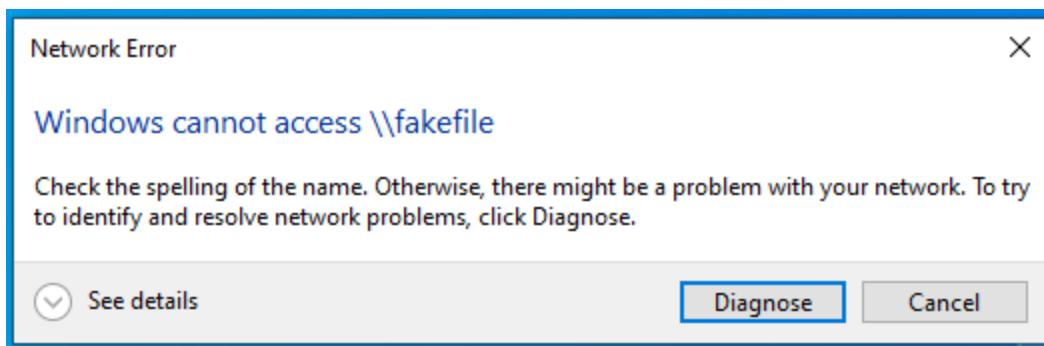 Network Error
Windows cannot access \\fakefile
Check the spelling of the name. Otherwise, there might be a problem with your network. To try
to identify and resolve network problems, click Diagnose.
See details
Diagnose
Cancel